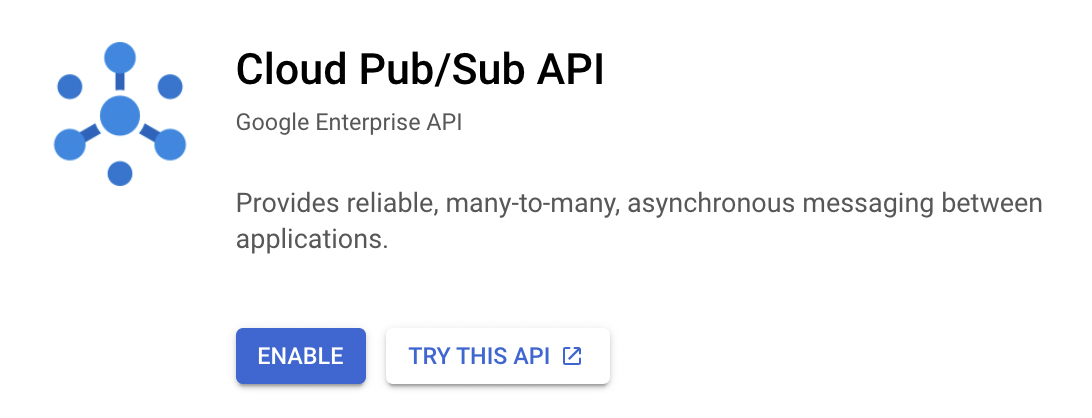 Cloud Pub/Sub API
Google Enterprise API
Provides reliable, many-to-many, asynchronous messaging between
applications.
ENABLE
TRY THIS API